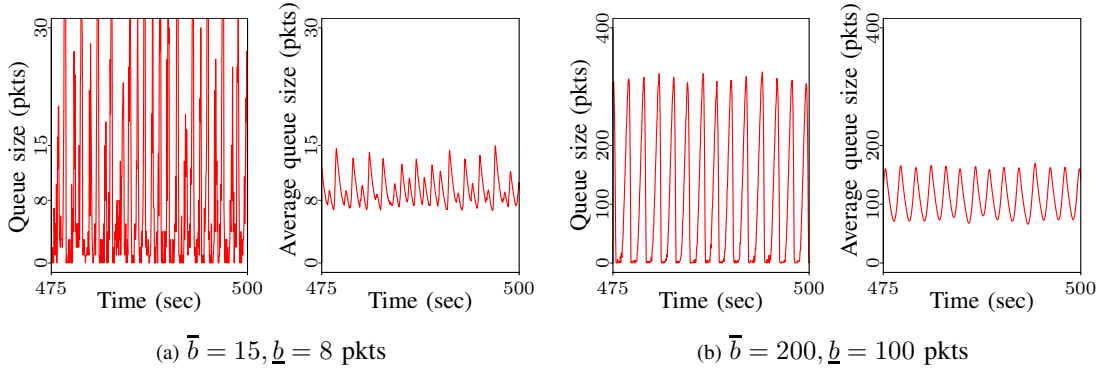 Queue size (pkts)
30
15
8
0
475
500
Time (sec)
Average queue size (pkts)
30
15
8
0
475
500
Time (sec)
(a) b̅ = 15, b̲ = 8 pkts
Queue size (pkts)
400
200
100
0
475
500
Time (sec)
Average queue size (pkts)
400
200
100
0
475
500
Time (sec)
(b) b̅ = 200, b̲ = 100 pkts